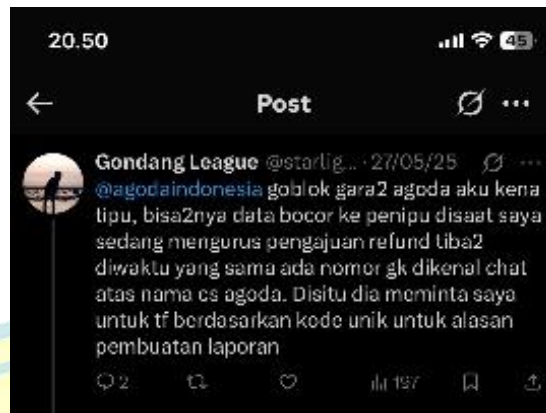 20.50
45
Post
Gondang League @starlig... · 27/05/25
@agodaindonesia goblok gara2 agoda aku kena
tipu, bisa2nya data bocor ke penipu disaat saya
sedang mengurus pengajuan refund tiba2
diwaktu yang sama ada nomor gk dikenal chat
atas nama cs agoda. Disitu dia meminta saya
untuk tf berdasarkan kode unik untuk alasan
pembuatan laporan
2 197